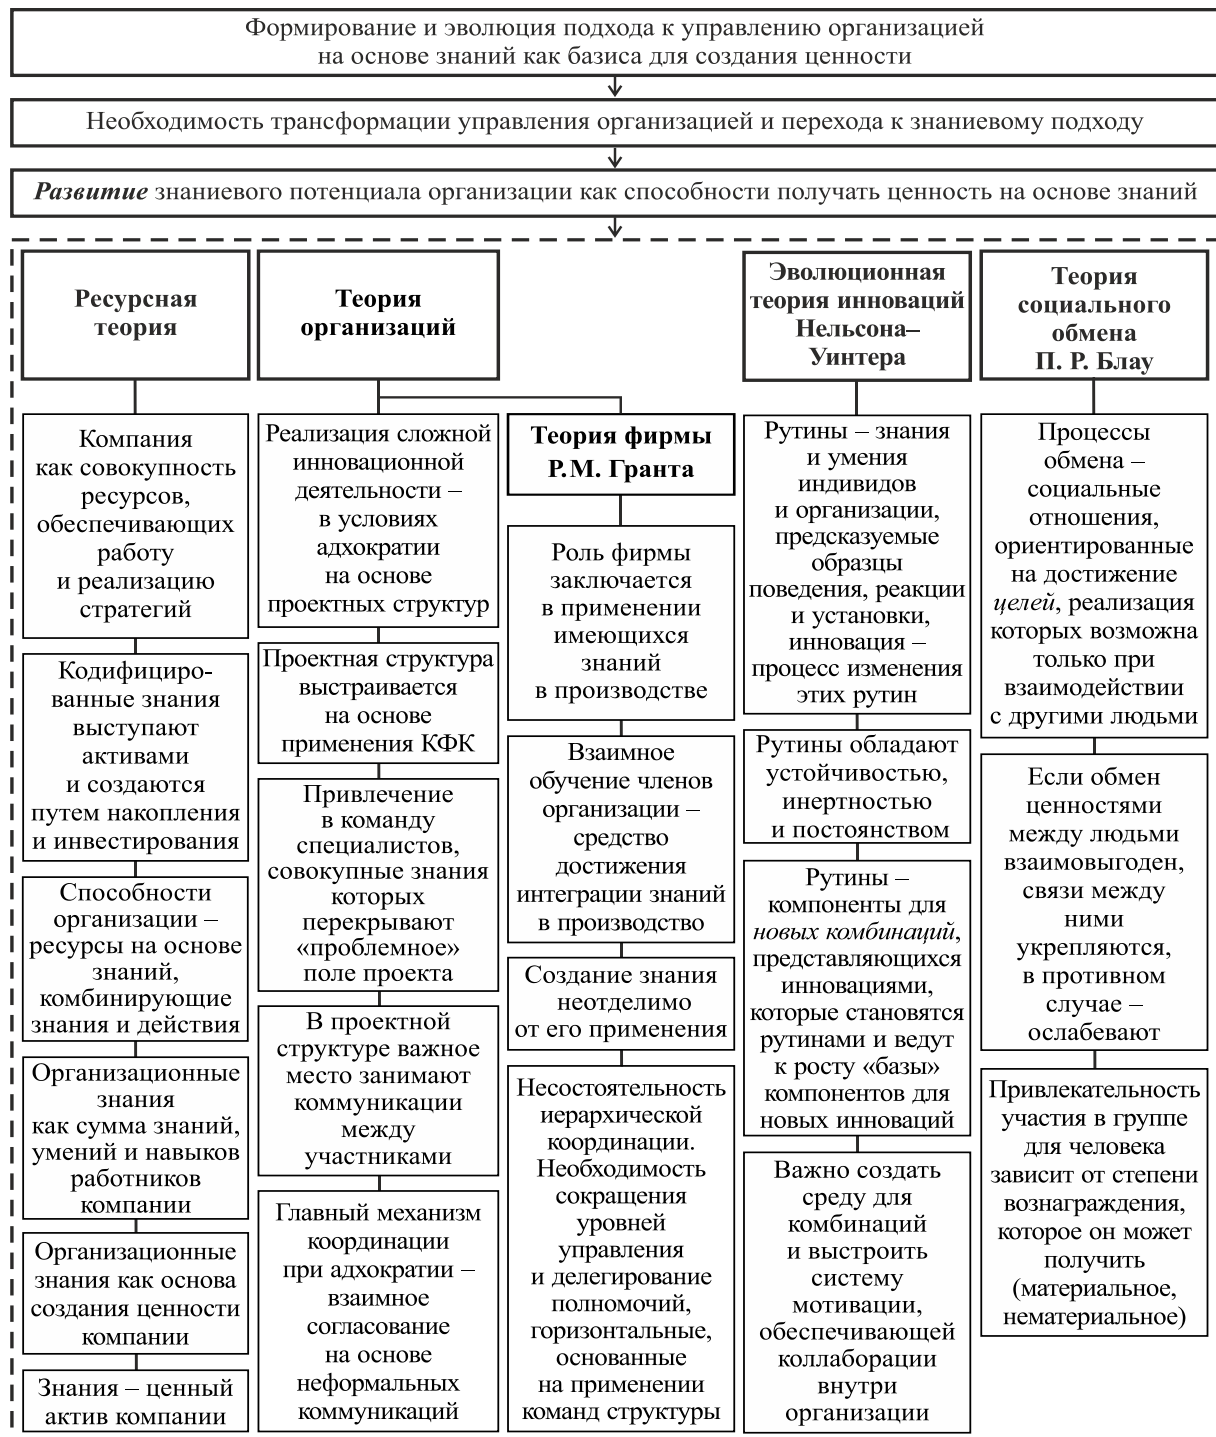 Формирование и эволюция подхода к управлению организацией
на основе знаний как базиса для создания ценности
Необходимость трансформации управления организацией и перехода к знаниевому подходу
Развитие знаниевого потенциала организации как способности получать ценность на основе знаний
Ресурсная
теория
Компания
как совокупность
ресурсов,
обеспечивающих
работу
и реализацию
стратегий
Кодифициро-
ванные знания
выступают
активами
и создаются
путем накопления
и инвестирования
Способности
организации –
ресурсы на основе
знаний,
комбинирующие
знания и действия
Организационные
знания
как сумма знаний,
умений и навыков
работников
компании
Организационные
знания как основа
создания ценности
компании
Знания – ценный
актив компании
Теория
организаций
Реализация сложной
инновационной
деятельности –
в условиях
адхократии
на основе
проектных структур
Проектная структура
выстраивается
на основе
применения КФК
Привлечение
в команду
специалистов,
совокупные знания
которых
перекрывают
«проблемное»
поле проекта
В проектной
структуре важное
место занимают
коммуникации
между
участниками
Главный механизм
координации
при адхократии –
взаимное
согласование
на основе
неформальных
коммуникаций
Теория фирмы
Р. М. Гранта
Роль фирмы
заключается
в применении
имеющихся
знаний
в производстве
Взаимное
обучение членов
организации –
средство
достижения
интеграции знаний
в производство
Создание знания
неотделимо
от его применения
Несостоятельность
иерархической
координации.
Необходимость
сокращения
уровней
управления
и делегирование
полномочий,
горизонтальные,
основанные
на применении
команд структуры
Эволюционная
теория инноваций
Нельсона–
Уинтера
Рутины – знания
и умения
индивидов
и организации,
предсказуемые
образцы
поведения, реакции
и установки,
инновация –
процесс изменения
этих рутин
Рутины обладают
устойчивостью,
инертностью
и постоянством
Рутины –
компоненты для
новых комбинаций,
представляющихся
инновациями,
которые становятся
рутинами и ведут
к росту «базы»
компонентов для
новых инноваций
Важно создать
среду для
комбинаций
и выстроить
систему
мотивации,
обеспечивающей
коллаборации
внутри
организации
Теория
социального
обмена
П. Р. Блау
Процессы
обмена –
социальные
отношения,
ориентированные
на достижение
целей, реализация
которых возможна
только при
взаимодействии
с другими людьми
Если обмен
ценностями
между людьми
взаимовыгоден,
связи между
ними
укрепляются,
в противном
случае –
ослабевают
Привлекательность
участия в группе
для человека
зависит от степени
вознаграждения,
которое он может
получить
(материальное,
нематериальное)